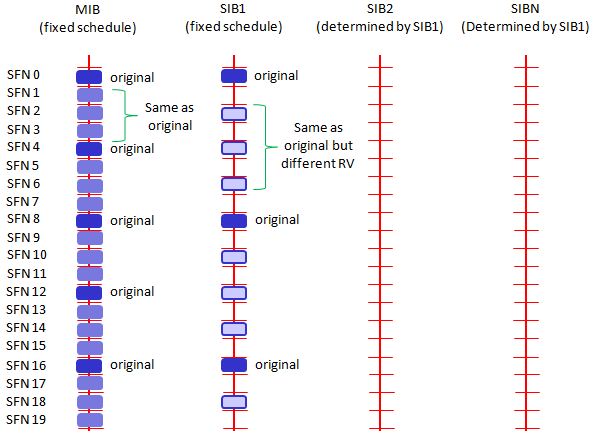 MIB
(fixed schedule)
SIB1
(fixed schedule)
SIB2
(determined by SIB1)
SIBN
(Determined by SIB1)
SFN 0
original
original
SFN 1
SFN 2
SFN 3
Same as
original
SFN 4
original
Same as
original but
different RV
SFN 5
SFN 6
SFN 7
SFN 8
original
original
SFN 9
SFN 10
SFN 11
SFN 12
original
SFN 13
SFN 14
SFN 15
SFN 16
original
original
SFN 17
SFN 18
SFN 19